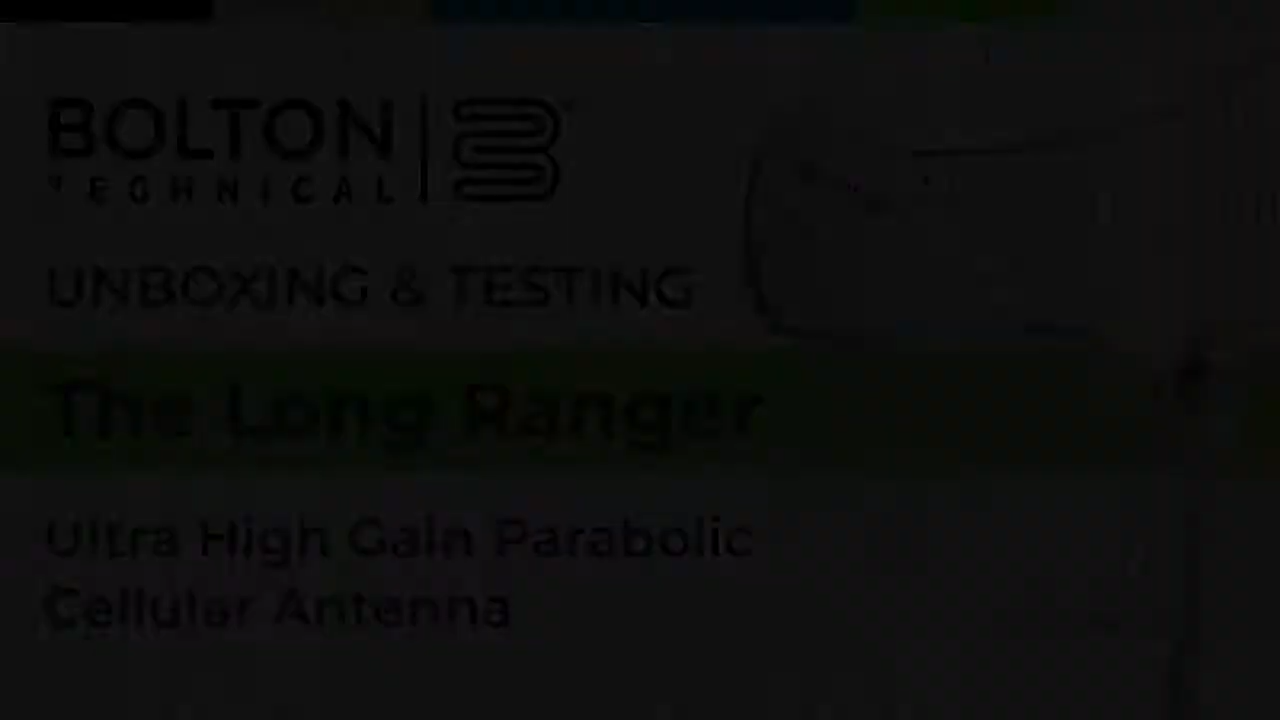 BOLTON
TECHNICAL
UNBOXING & TESTING
The Long Ranger
Ultra High Gain Parabolic
Cellular Antenna